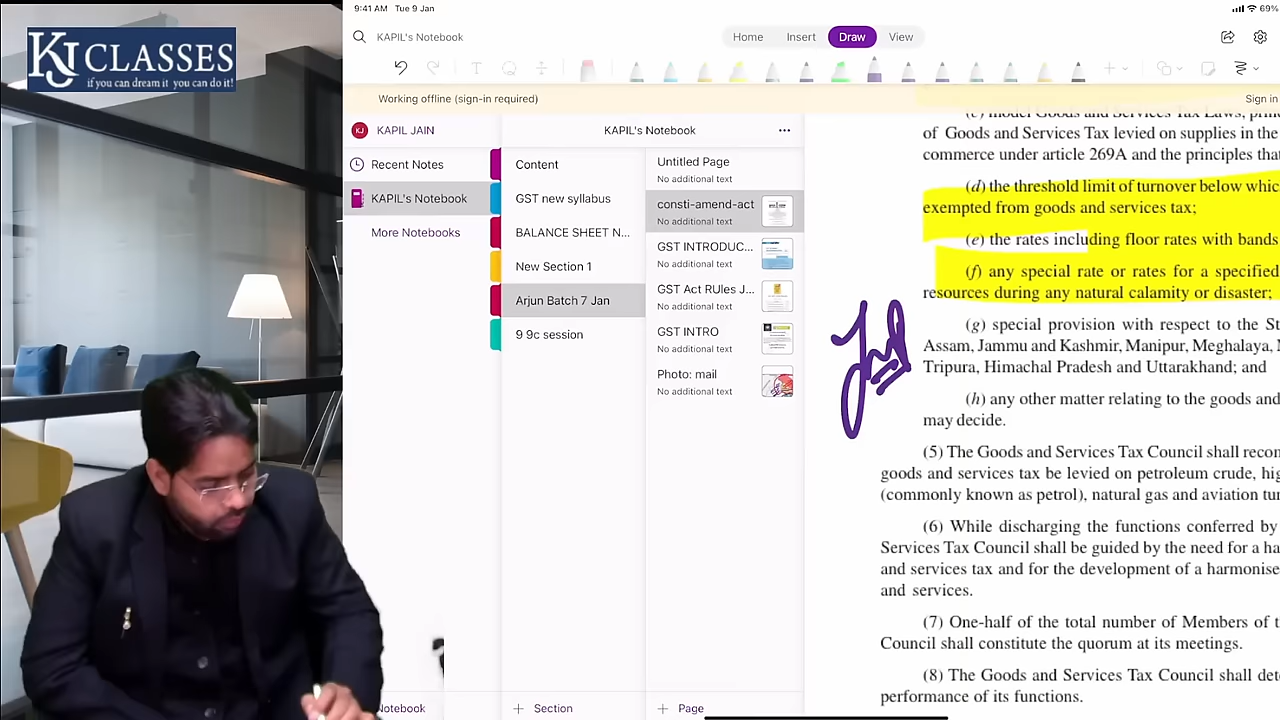 KJ CLASSES
if you can dream it you can do it!
9:41 AM Tue 9 Jan
69%
KAPIL's Notebook
Home Insert Draw View
Working offline (sign-in required)
Sign in
KAPIL JAIN
KAPIL's Notebook
Recent Notes
KAPIL's Notebook
More Notebooks
Content
GST new syllabus
BALANCE SHEET N...
New Section 1
Arjun Batch 7 Jan
9 9c session
Untitled Page
No additional text
consti-amend-act
No additional text
GST INTRODUC...
No additional text
GST Act RUles J...
No additional text
GST INTRO
No additional text
Photo: mail
No additional text
Notebook
+ Section
+ Page
(c) model Goods and Services Tax Laws, prin
of Goods and Services Tax levied on supplies in the
commerce under article 269A and the principles tha
(d) the threshold limit of turnover below whic
exempted from goods and services tax;
(e) the rates including floor rates with bands
(f) any special rate or rates for a specified
resources during any natural calamity or disaster;
(g) special provision with respect to the St
Assam, Jammu and Kashmir, Manipur, Meghalaya, M
Tripura, Himachal Pradesh and Uttarakhand; and
(h) any other matter relating to the goods and
may decide.
(5) The Goods and Services Tax Council shall recom
goods and services tax be levied on petroleum crude, hig
(commonly known as petrol), natural gas and aviation tur
(6) While discharging the functions conferred by
Services Tax Council shall be guided by the need for a ha
and services tax and for the development of a harmonise
and services.
(7) One-half of the total number of Members of t
Council shall constitute the quorum at its meetings.
(8) The Goods and Services Tax Council shall dete
performance of its functions.